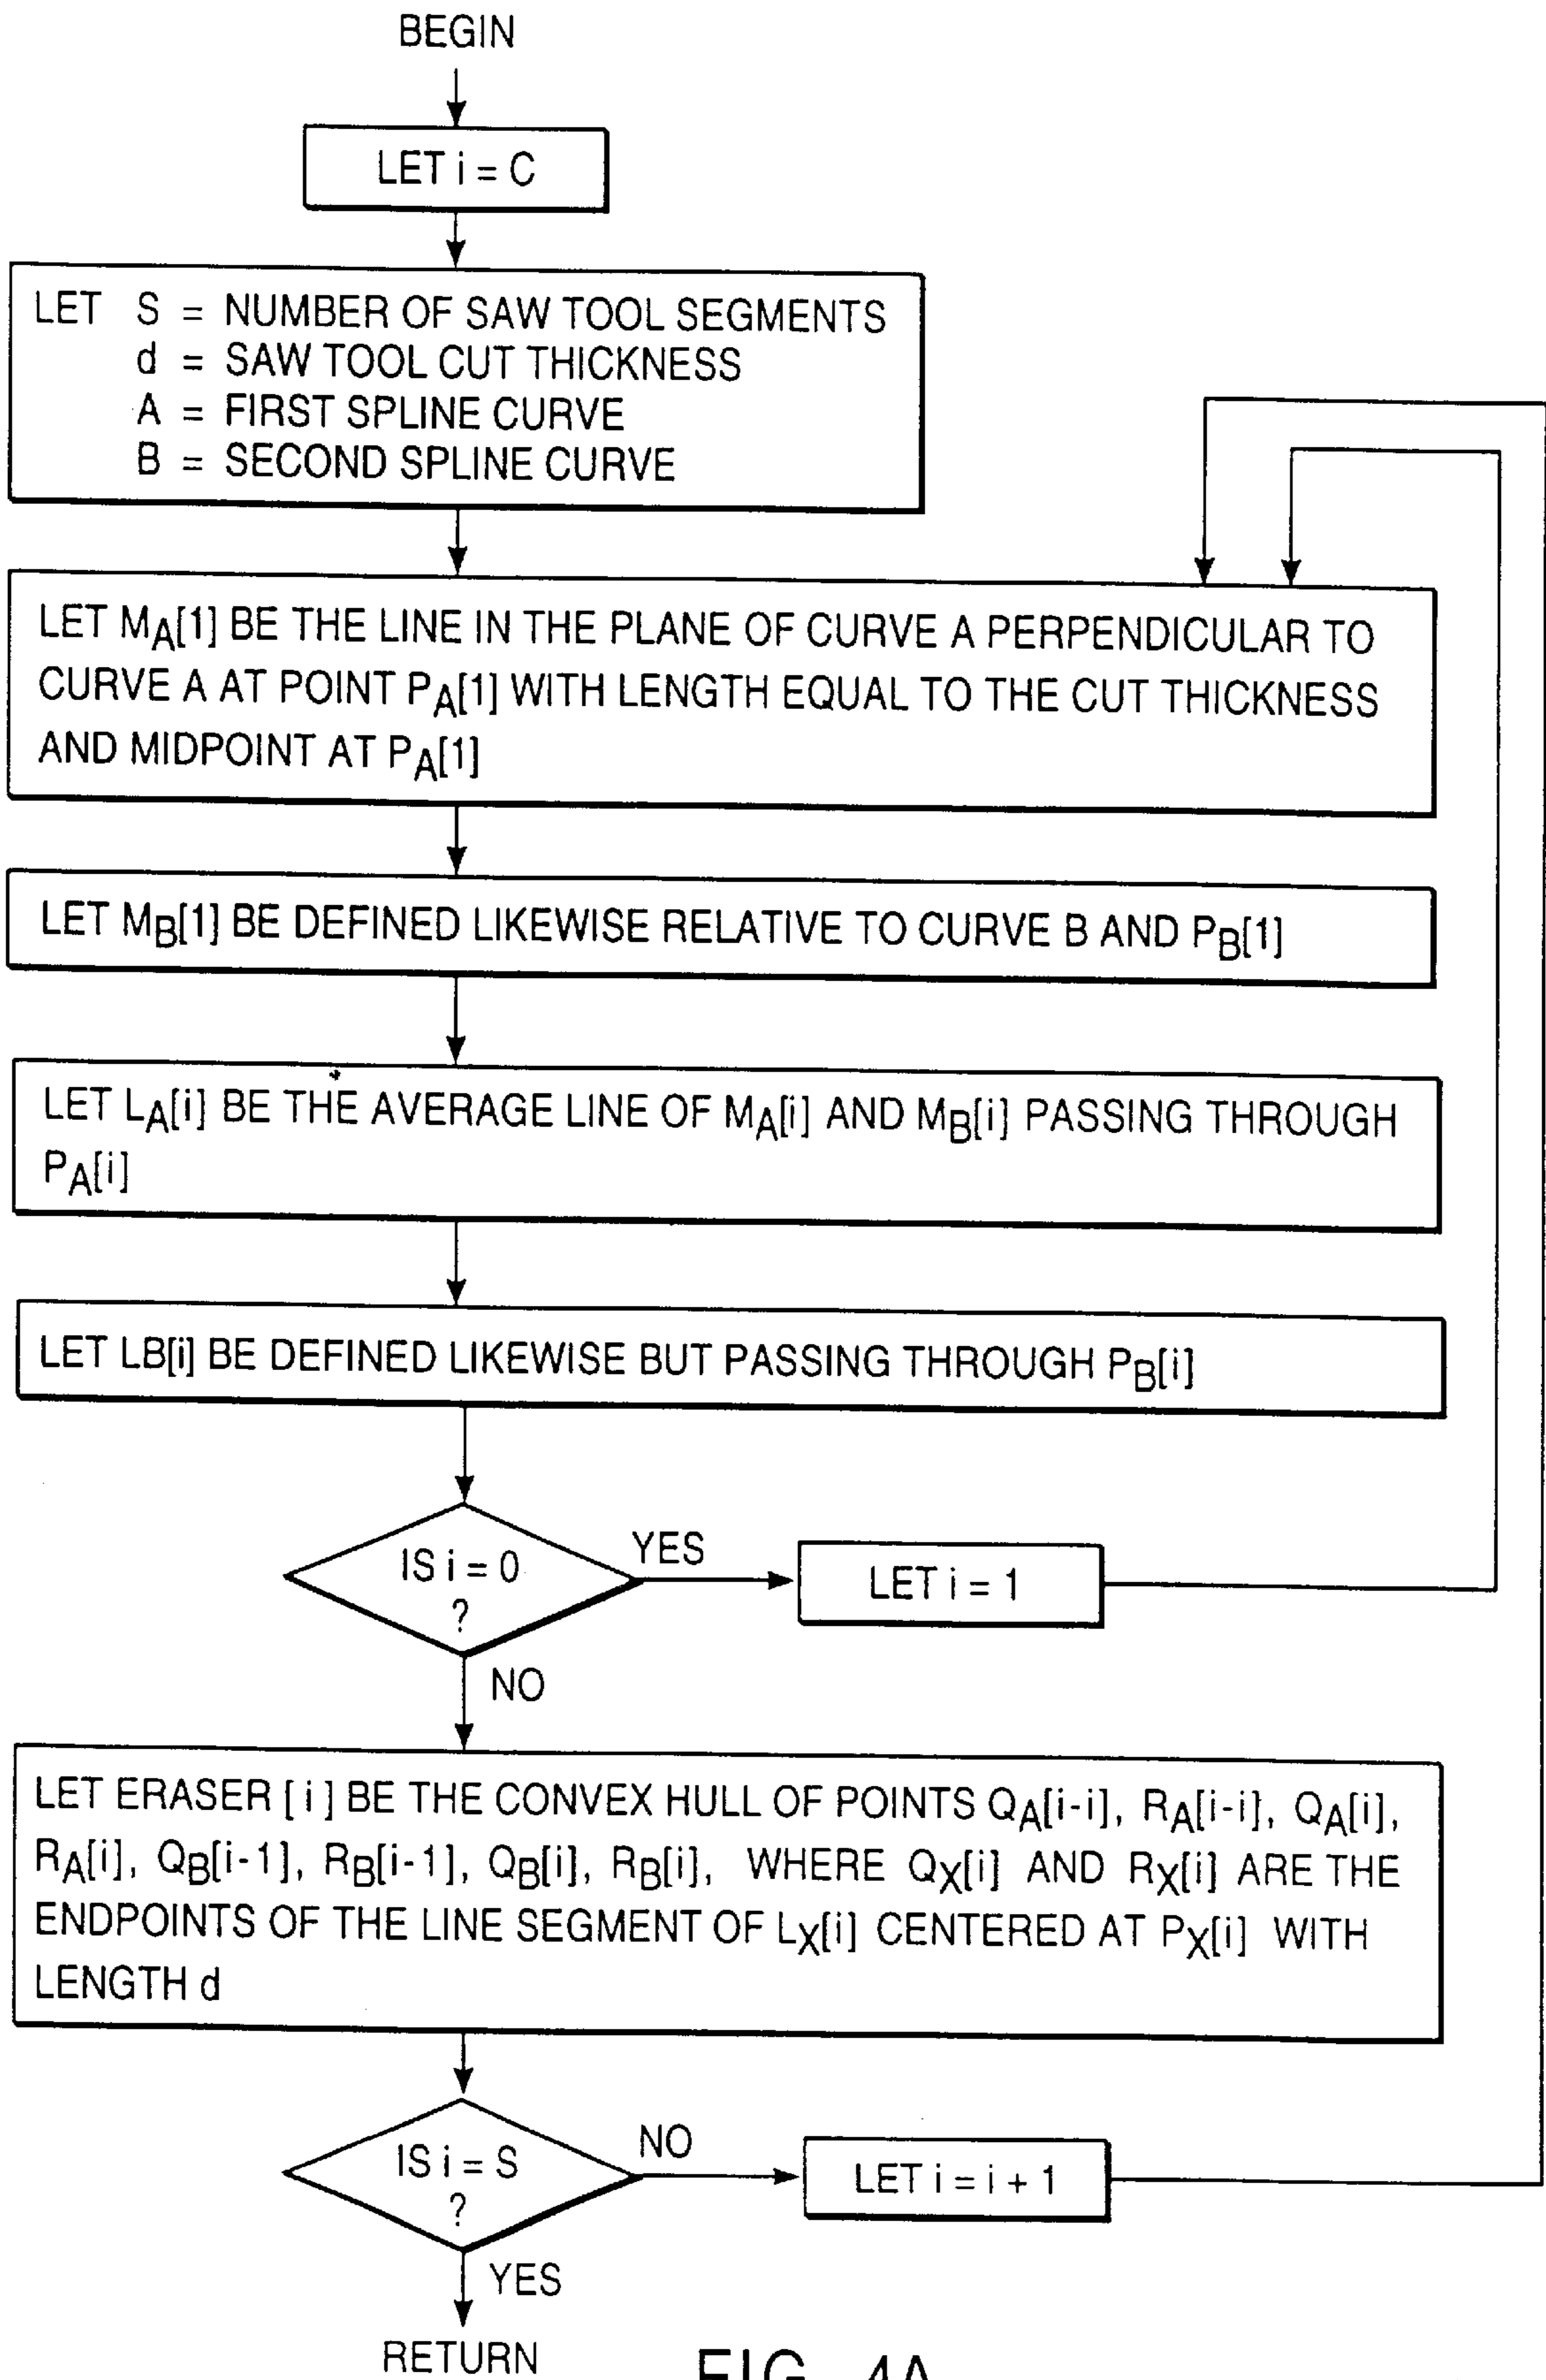 BEGIN
LET i = C
LET S = NUMBER OF SAW TOOL SEGMENTS
d = SAW TOOL CUT THICKNESS
A = FIRST SPLINE CURVE
B = SECOND SPLINE CURVE
LET MA[1] BE THE LINE IN THE PLANE OF CURVE A PERPENDICULAR TO
CURVE A AT POINT PA[1] WITH LENGTH EQUAL TO THE CUT THICKNESS
AND MIDPOINT AT PA[1]
LET MB[1] BE DEFINED LIKEWISE RELATIVE TO CURVE B AND PB[1]
LET LA[i] BE THE AVERAGE LINE OF MA[i] AND MB[i] PASSING THROUGH
PA[i]
LET LB[i] BE DEFINED LIKEWISE BUT PASSING THROUGH PB[i]
IS i = 0
?
YES
LET i = 1
NO
LET ERASER [ i ] BE THE CONVEX HULL OF POINTS QA[i-i], RA[i-i], QA[i],
RA[i], QB[i-1], RB[i-1], QB[i], RB[i], WHERE QX[i] AND RX[i] ARE THE
ENDPOINTS OF THE LINE SEGMENT OF LX[i] CENTERED AT PX[i] WITH
LENGTH d
IS i = S
?
NO
LET i = i + 1
YES
RETURN
FIG. 4A